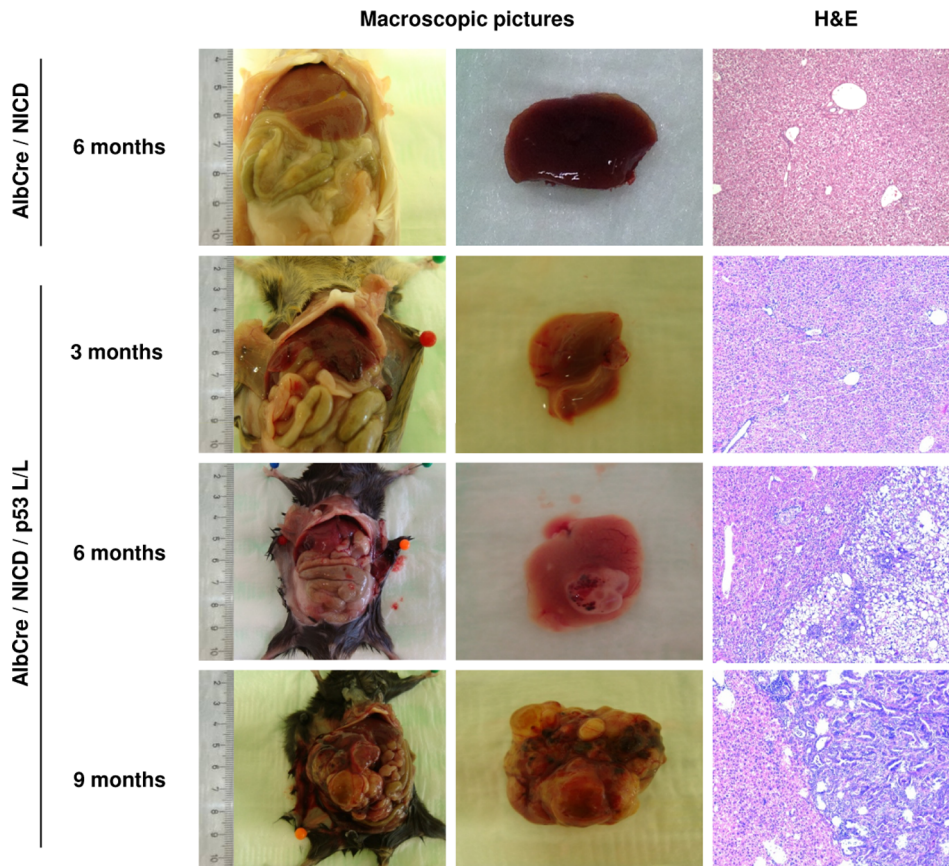 Macroscopic pictures
H&E
AlbCre / NICD
6 months
AlbCre / NICD / p53 L/L
3 months
6 months
9 months